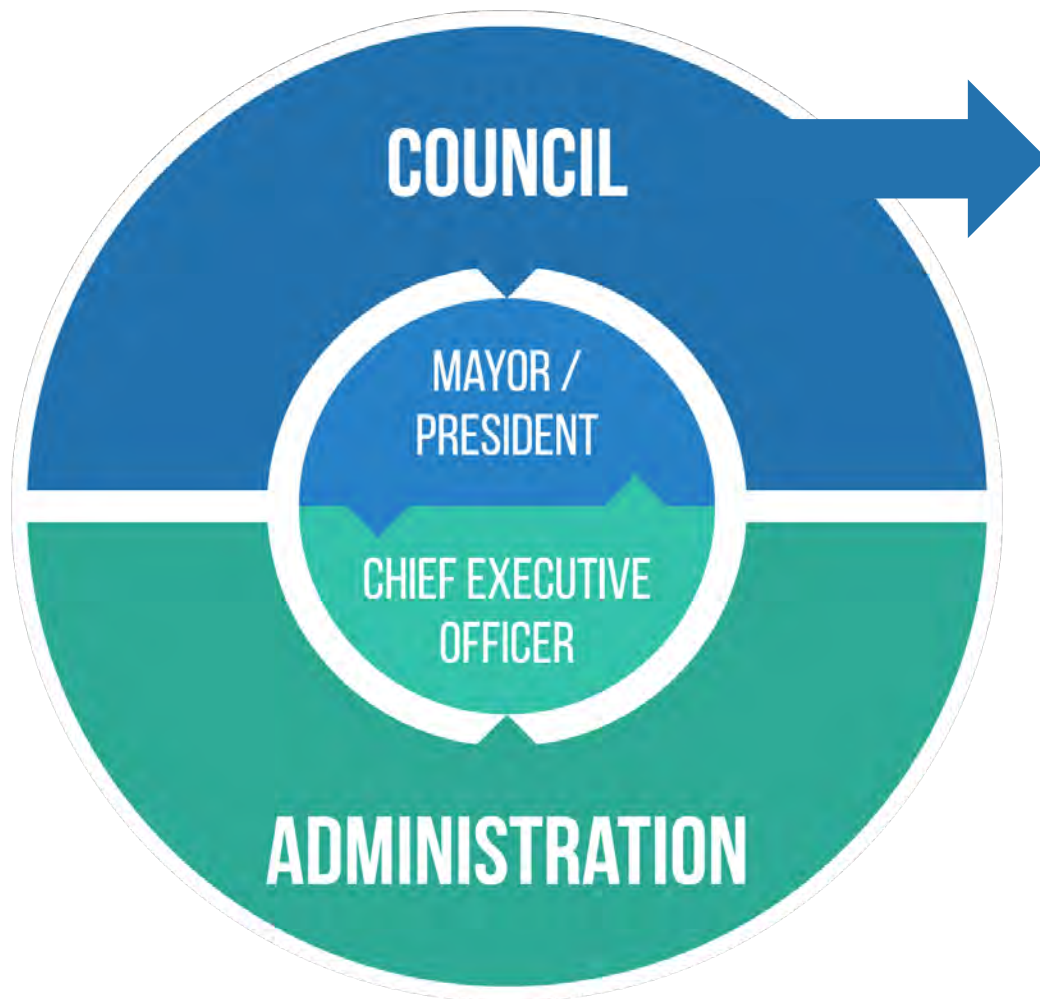 COUNCIL
MAYOR /
PRESIDENT
CHIEF EXECUTIVE
OFFICER
ADMINISTRATION